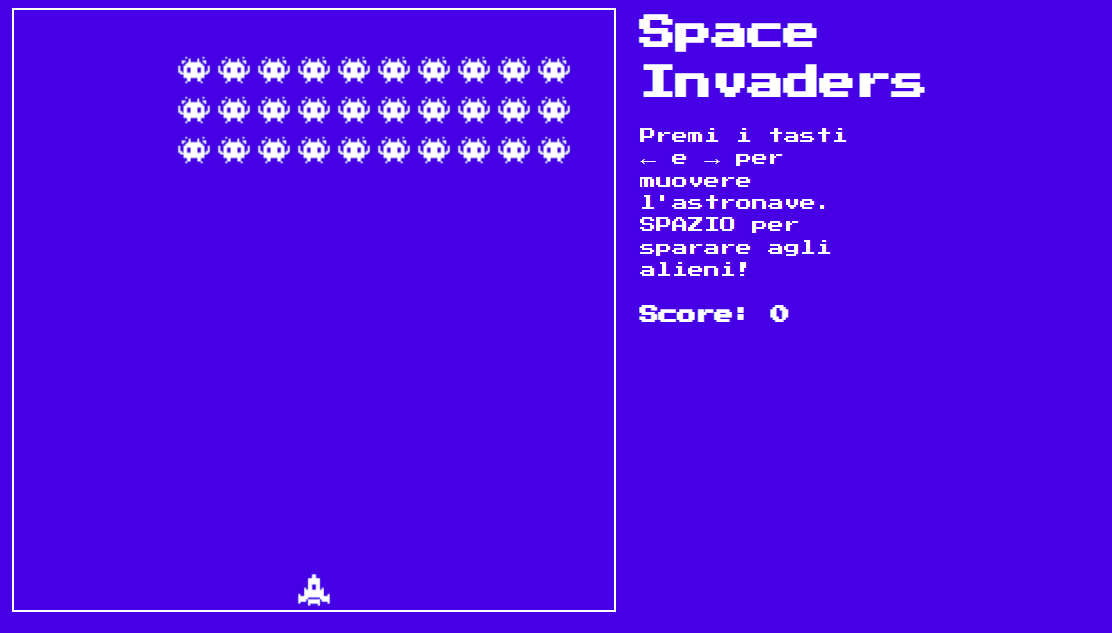 Space
Invaders
Premi i tasti
← e → per
muovere
l'astronave.
SPAZIO per
sparare agli
alieni!
Score: 0